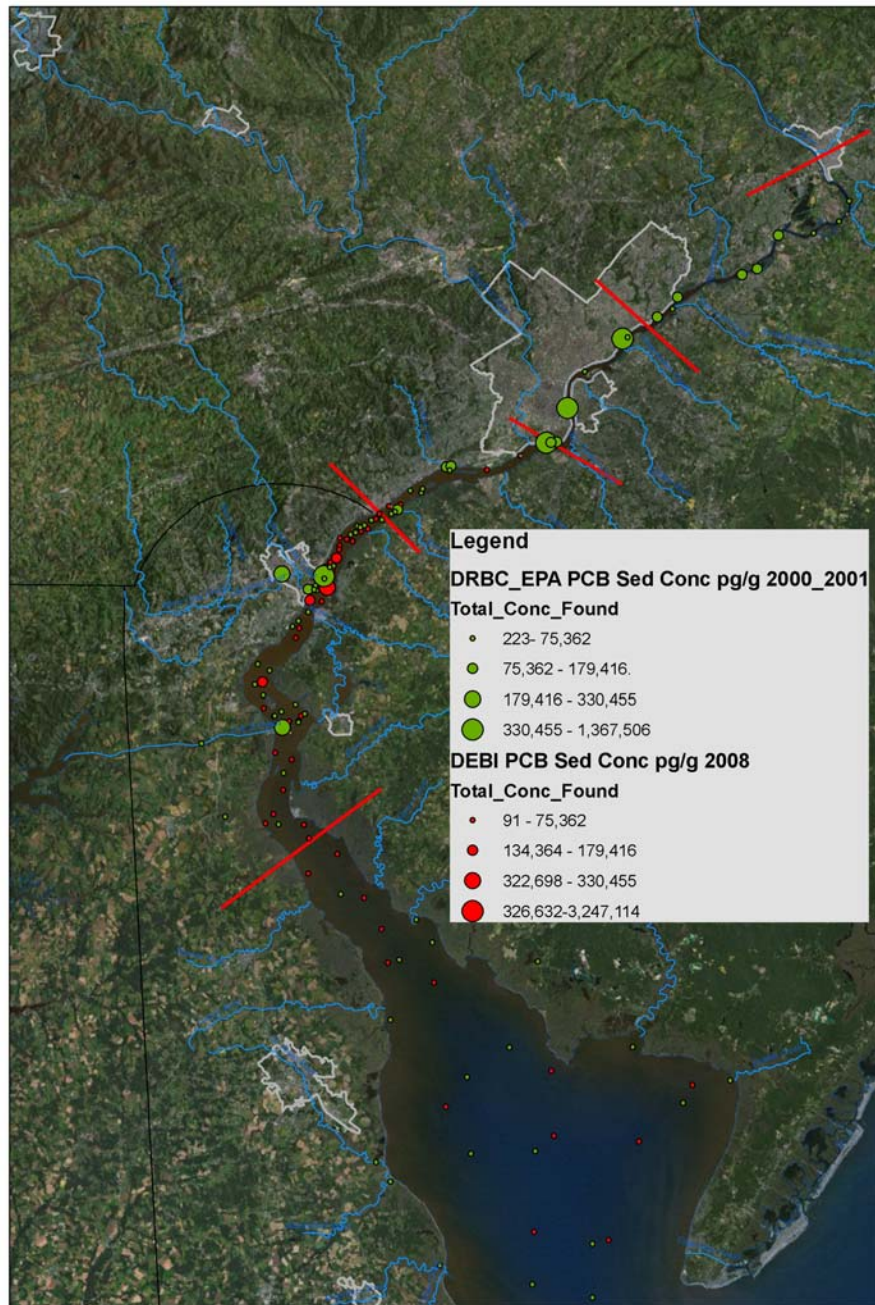 Legend
DRBC_EPA PCB Sed Conc pg/g 2000_2001
Total_Conc_Found
223- 75,362
75,362 - 179,416.
179,416 - 330,455
330,455 - 1,367,506
DEBI PCB Sed Conc pg/g 2008
Total_Conc_Found
91 - 75,362
134,364 - 179,416
322,698 - 330,455
326,632-3,247,114